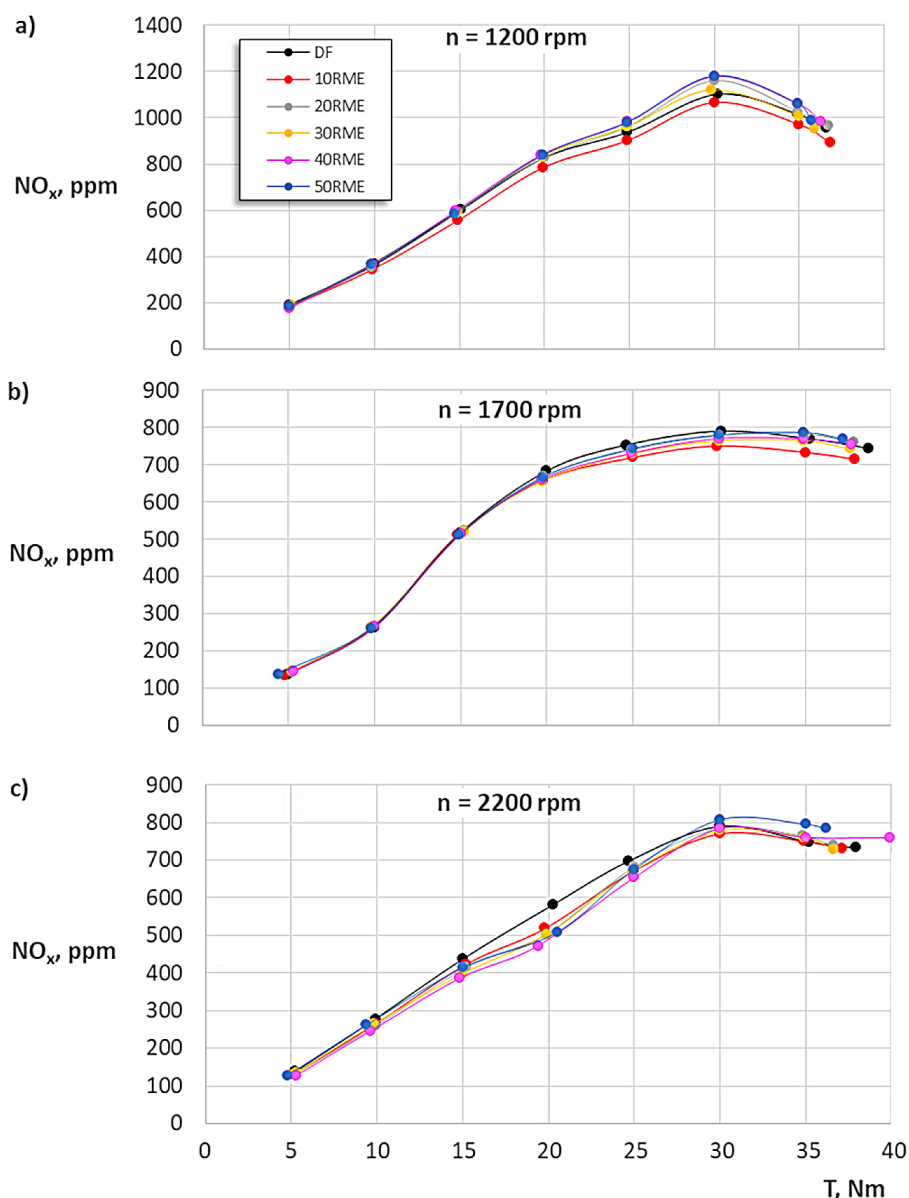 a)
n = 1200 rpm
1400
1200
1000
800
600
400
200
0
NOx, ppm
DF
10RME
20RME
30RME
40RME
50RME
b)
n = 1700 rpm
900
800
700
600
500
400
300
200
100
0
NOx, ppm
c)
n = 2200 rpm
900
800
700
600
500
400
300
200
100
0
NOx, ppm
0 5 10 15 20 25 30 35 40
T, Nm